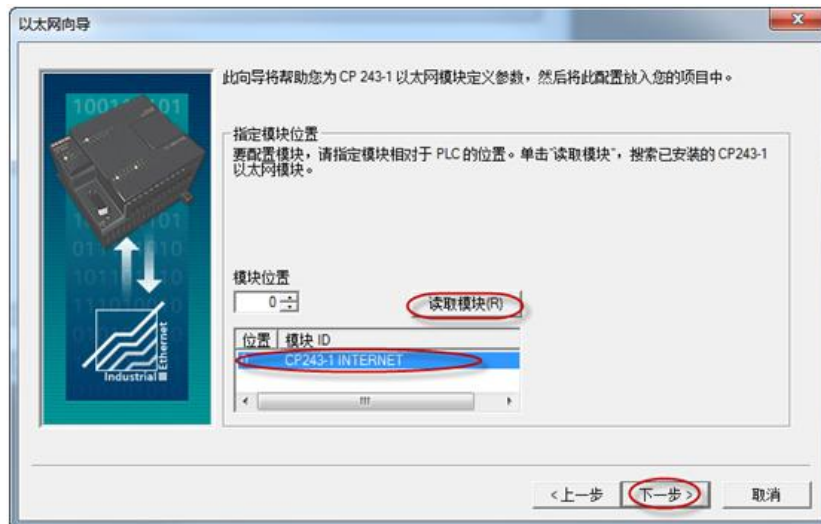 以太网向导
此向导将帮助您为 CP 243-1 以太网模块定义参数，然后将此配置放入您的项目中。
指定模块位置
要配置模块，请指定模块相对于 PLC 的位置。单击"读取模块"，搜索已安装的 CP243-1
以太网模块。
模块位置
0
读取模块(R)
位置 模块 ID
0 CP243-1 INTERNET
Industrial Ethernet
<上一步
下一步>
取消